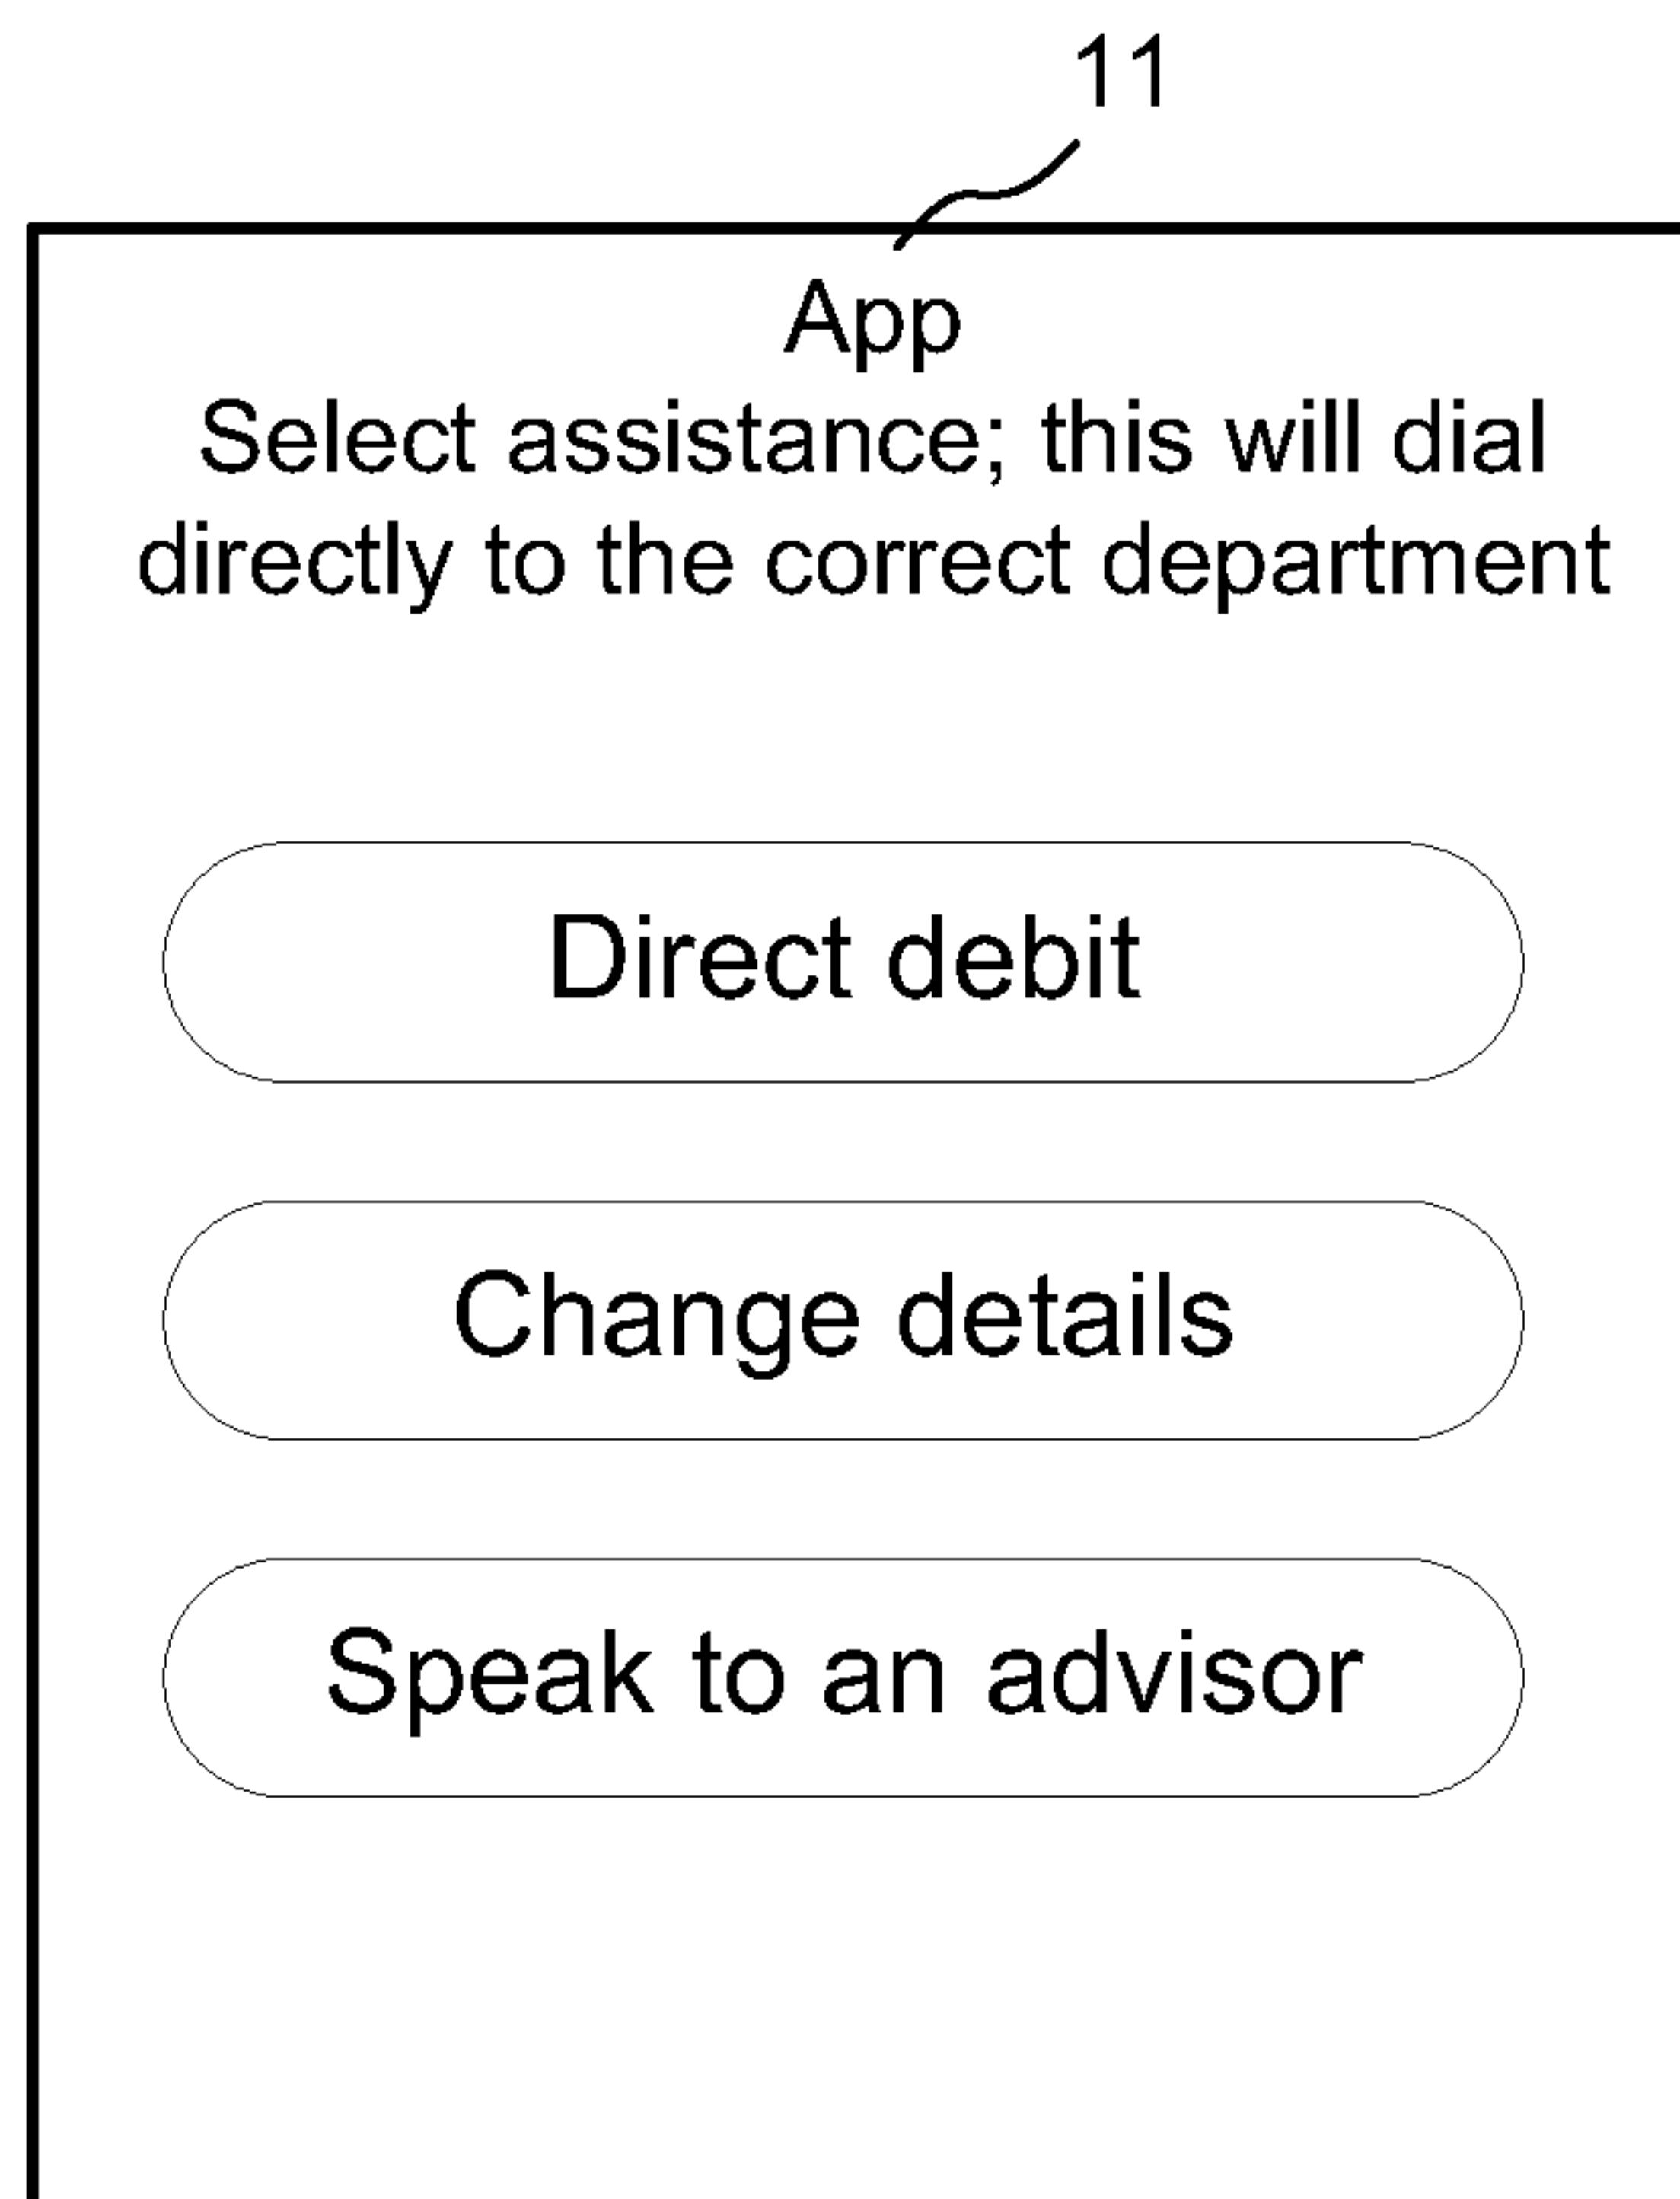 11
App
Select assistance; this will dial
directly to the correct department
Direct debit
Change details
Speak to an advisor